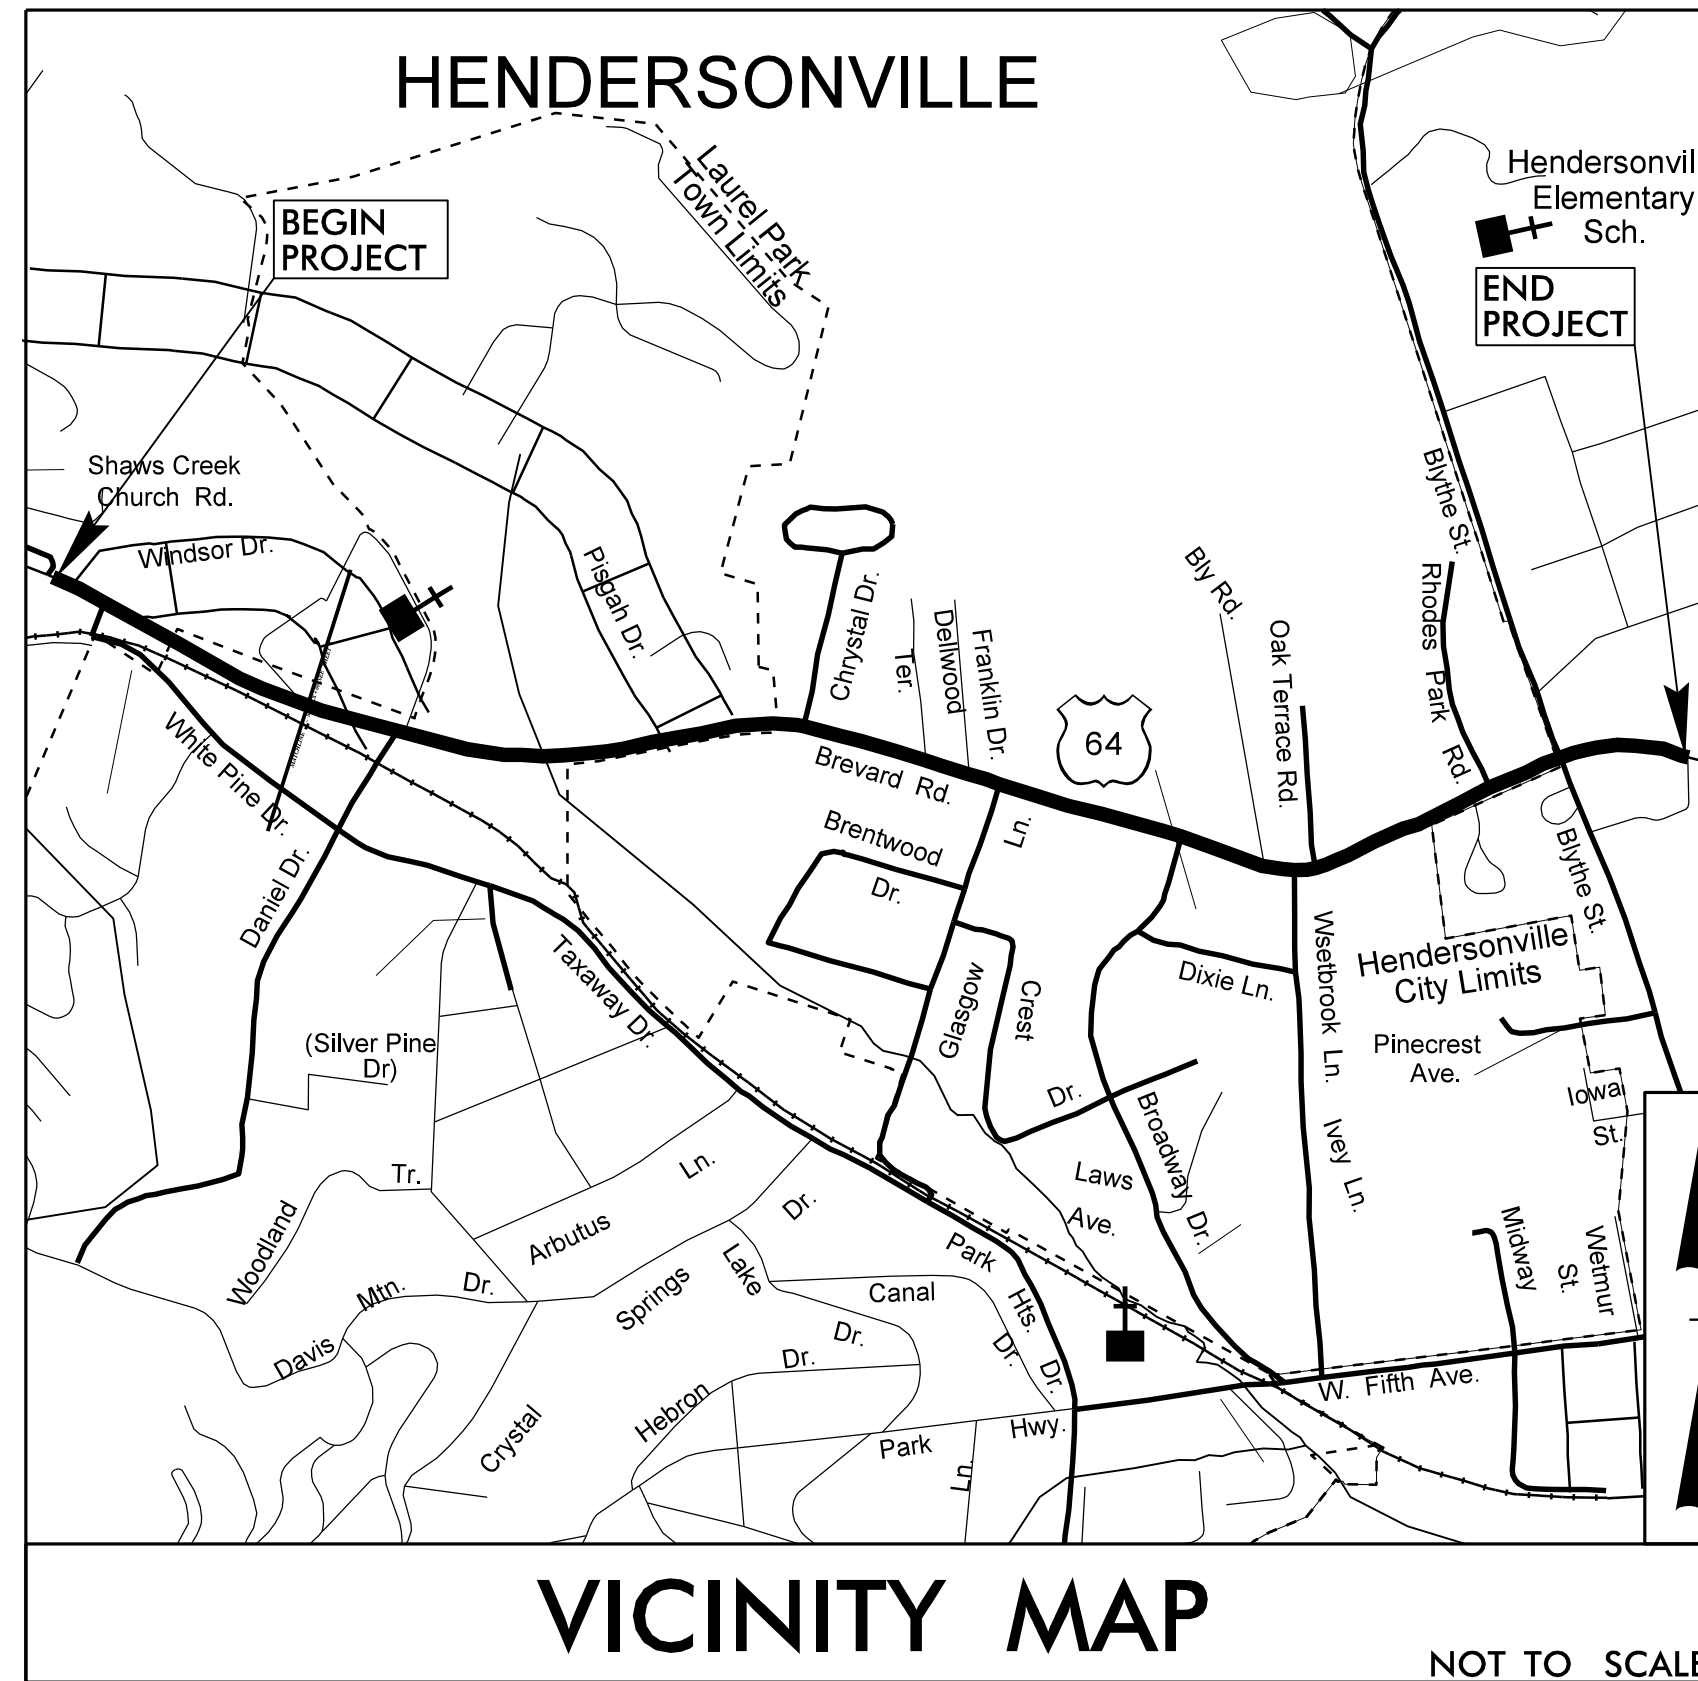 HENDERSONVILLE
Laurel Park
Town Limits
Hendersonvil
Elementary
Sch.
BEGIN
PROJECT
END
PROJECT
Shaws Creek
Church Rd.
Windsor Dr.
Pisgah Dr.
Chrystal Dr.
Dellwood
Ter.
Franklin Dr.
64
Bly Rd.
Oak Terrace Rd.
Rhodes Park Rd.
Blythe St.
White Pine Dr.
Daniel Dr.
Brevard Rd.
Brentwood
Dr.
Glasgow Ln.
Crest Dr.
Dixie Ln.
Wsetbrook Ln.
Blythe St.
Hendersonville
City Limits
Pinecrest
Ave.
Iowa
St.
Taxaway Dr.
(Silver Pine
Dr)
Broadway Dr.
Ivey Ln.
Laws
Ave.
Midway
St.
Wetmur
Woodland Tr.
Arbutus Ln.
Davis Mtn. Dr.
Crystal Springs Dr.
Lake Dr.
Canal Dr.
Park Hts. Dr.
Hebron Dr.
Park Hwy.
Ln.
W. Fifth Ave.
VICINITY MAP
NOT TO SCALE